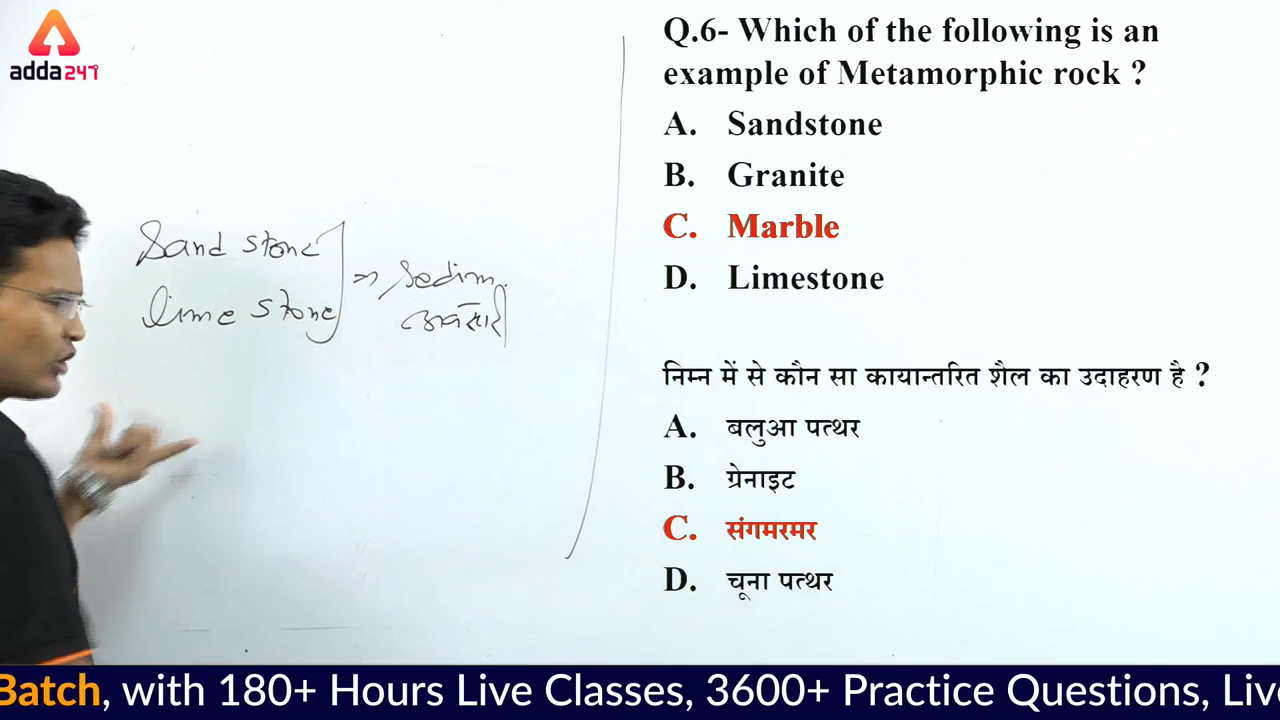 adda247
Sand stone
lime stone
=> Sedim.
अवसादी
Q.6- Which of the following is an
example of Metamorphic rock ?
A. Sandstone
B. Granite
C. Marble
D. Limestone
निम्न में से कौन सा कायान्तरित शैल का उदाहरण है ?
A. बलुआ पत्थर
B. ग्रेनाइट
C. संगमरमर
D. चूना पत्थर
Batch, with 180+ Hours Live Classes, 3600+ Practice Questions,